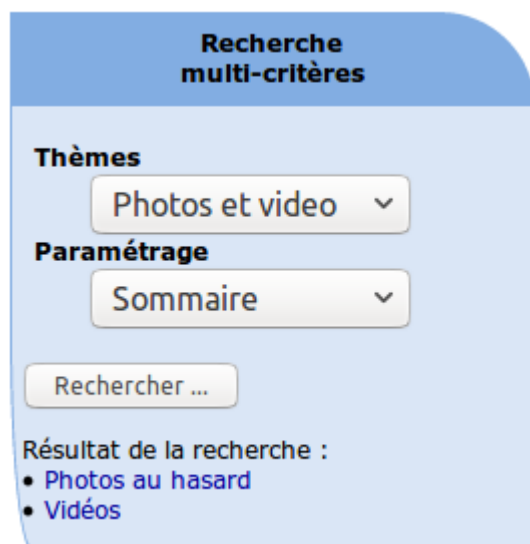 Recherche
multi-critères
Thèmes
Photos et video
Paramétrage
Sommaire
Rechercher ...
Résultat de la recherche :
• Photos au hasard
• Vidéos